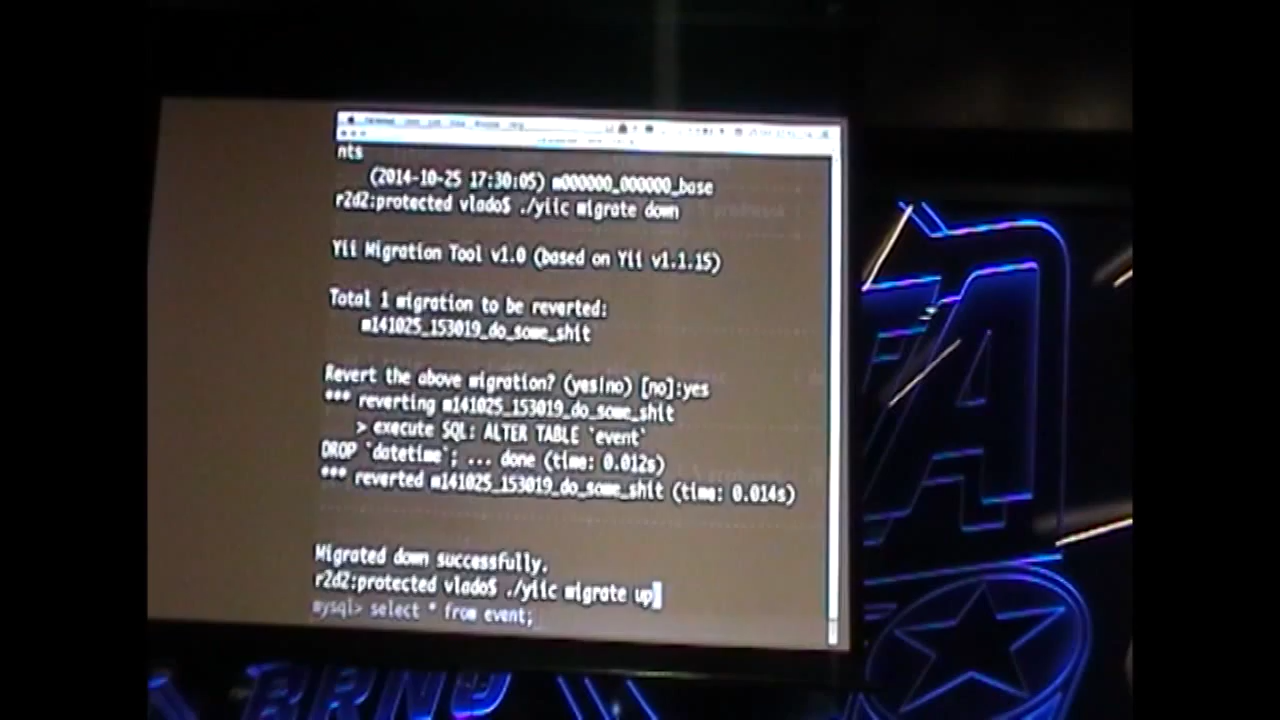 nts
(2014-10-25 17:30:05) m000000_000000_base
r2d2:protected vlado$ ./yiic migrate down
Yii Migration Tool v1.0 (based on Yii v1.1.15)
Total 1 migration to be reverted:
m141025_153019_do_some_shit
Revert the above migration? (yes|no) [no]:yes
*** reverting m141025_153019_do_some_shit
> execute SQL: ALTER TABLE `event`
DROP `datetime`; ... done (time: 0.012s)
*** reverted m141025_153019_do_some_shit (time: 0.014s)
Migrated down successfully.
r2d2:protected vlado$ ./yiic migrate up
mysql> select * from event;
BRNO